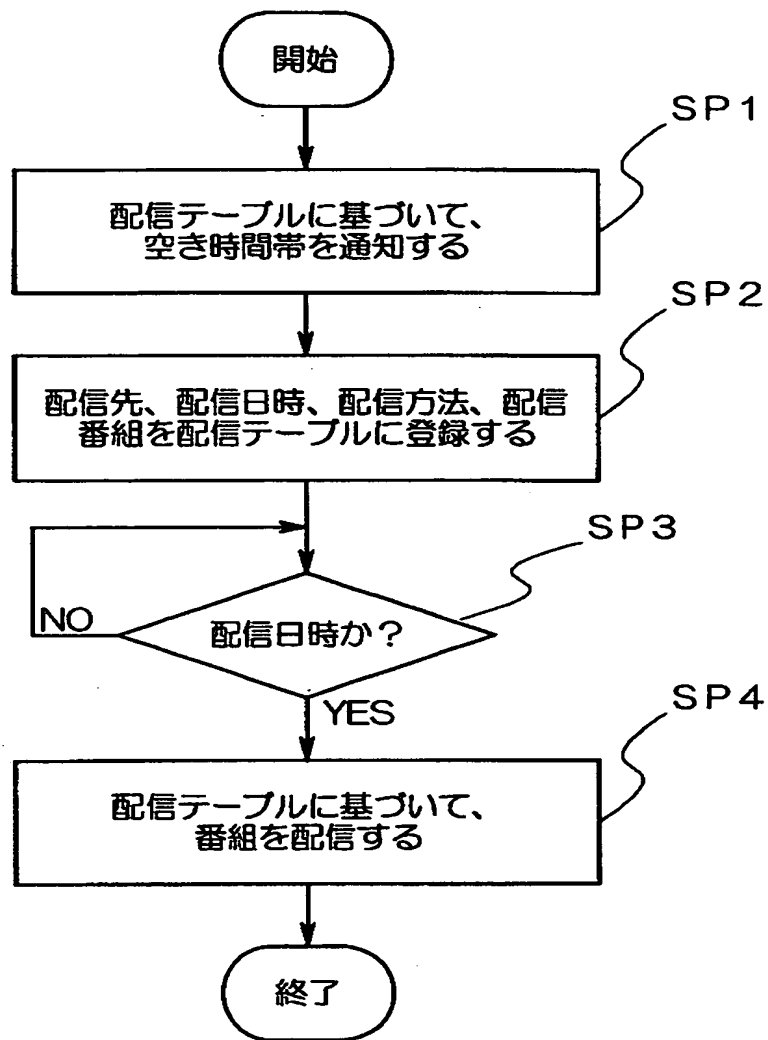 開始
SP1
配信テーブルに基づいて、
空き時間帯を通知する
SP2
配信先、配信日時、配信方法、配信
番組を配信テーブルに登録する
SP3
配信日時か?
NO
YES
SP4
配信テーブルに基づいて、
番組を配信する
終了